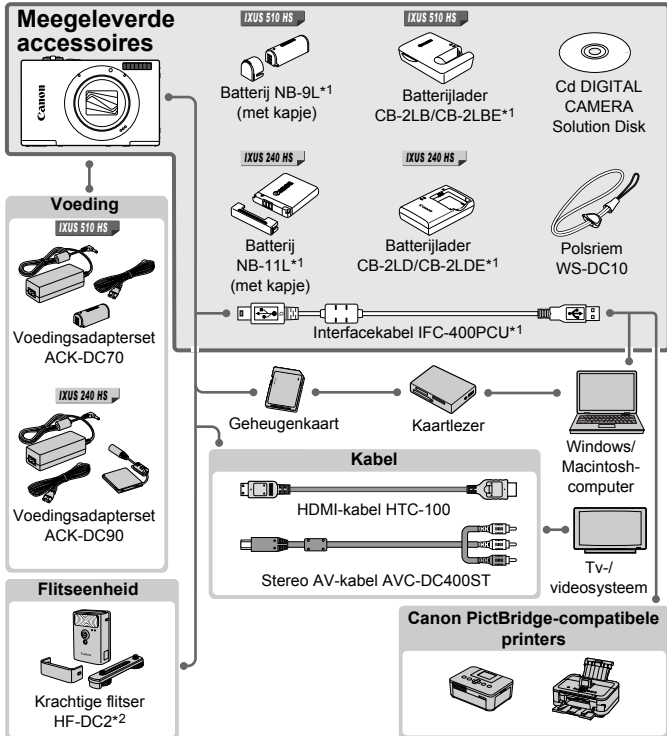 Meegeleverde
accessoires
Canon
IXUS 510 HS
Batterij NB-9L*1
(met kapje)
IXUS 510 HS
Batterijlader
CB-2LB/CB-2LBE*1
Cd DIGITAL
CAMERA
Solution Disk
IXUS 240 HS
Batterij
NB-11L*1
(met kapje)
IXUS 240 HS
Batterijlader
CB-2LD/CB-2LDE*1
Polsriem
WS-DC10
Interfacekabel IFC-400PCU*1
Voeding
IXUS 510 HS
Voedingsadapterset
ACK-DC70
IXUS 240 HS
Voedingsadapterset
ACK-DC90
Geheugenkaart
Kaartlezer
Windows/
Macintosh-
computer
Kabel
HDMI-kabel HTC-100
Stereo AV-kabel AVC-DC400ST
Tv-/
videosysteem
Flitseenheid
Canon
Krachtige flitser
HF-DC2*2
Canon PictBridge-compatibele
printers